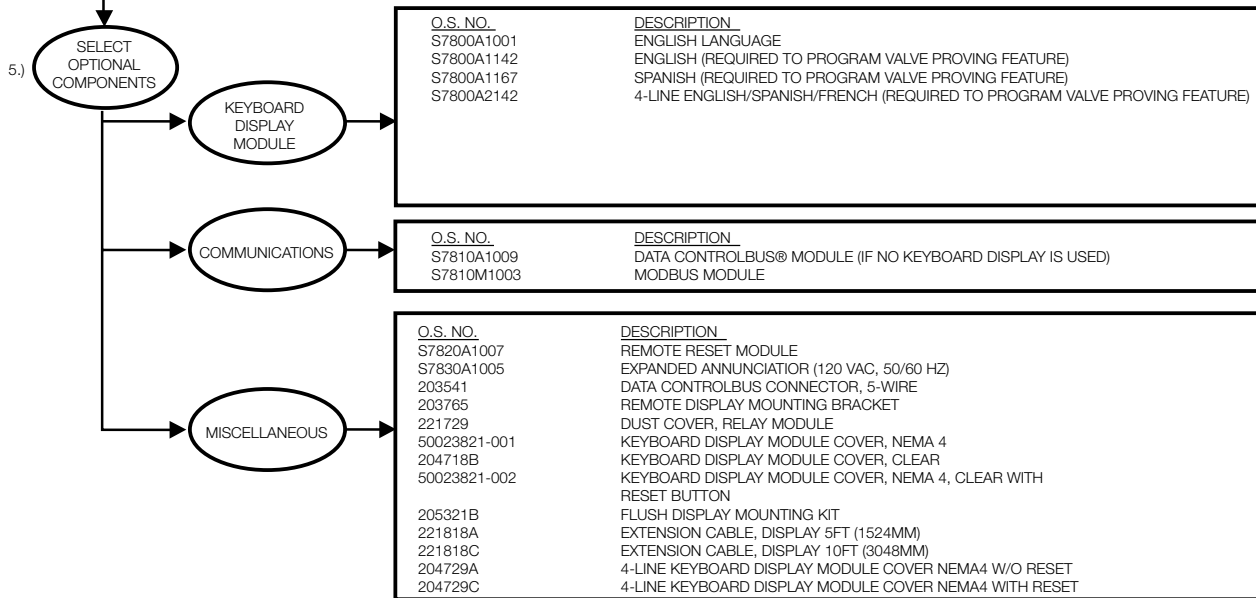 5.)
SELECT
OPTIONAL
COMPONENTS
KEYBOARD
DISPLAY
MODULE
O.S. NO. DESCRIPTION
S7800A1001 ENGLISH LANGUAGE
S7800A1142 ENGLISH (REQUIRED TO PROGRAM VALVE PROVING FEATURE)
S7800A1167 SPANISH (REQUIRED TO PROGRAM VALVE PROVING FEATURE)
S7800A2142 4-LINE ENGLISH/SPANISH/FRENCH (REQUIRED TO PROGRAM VALVE PROVING FEATURE)
COMMUNICATIONS
O.S. NO. DESCRIPTION
S7810A1009 DATA CONTROLBUS® MODULE (IF NO KEYBOARD DISPLAY IS USED)
S7810M1003 MODBUS MODULE
MISCELLANEOUS
O.S. NO. DESCRIPTION
S7820A1007 REMOTE RESET MODULE
S7830A1005 EXPANDED ANNUNCIATIOR (120 VAC, 50/60 HZ)
203541 DATA CONTROLBUS CONNECTOR, 5-WIRE
203765 REMOTE DISPLAY MOUNTING BRACKET
221729 DUST COVER, RELAY MODULE
50023821-001 KEYBOARD DISPLAY MODULE COVER, NEMA 4
204718B KEYBOARD DISPLAY MODULE COVER, CLEAR
50023821-002 KEYBOARD DISPLAY MODULE COVER, NEMA 4, CLEAR WITH
RESET BUTTON
205321B FLUSH DISPLAY MOUNTING KIT
221818A EXTENSION CABLE, DISPLAY 5FT (1524MM)
221818C EXTENSION CABLE, DISPLAY 10FT (3048MM)
204729A 4-LINE KEYBOARD DISPLAY MODULE COVER NEMA4 W/O RESET
204729C 4-LINE KEYBOARD DISPLAY MODULE COVER NEMA4 WITH RESET